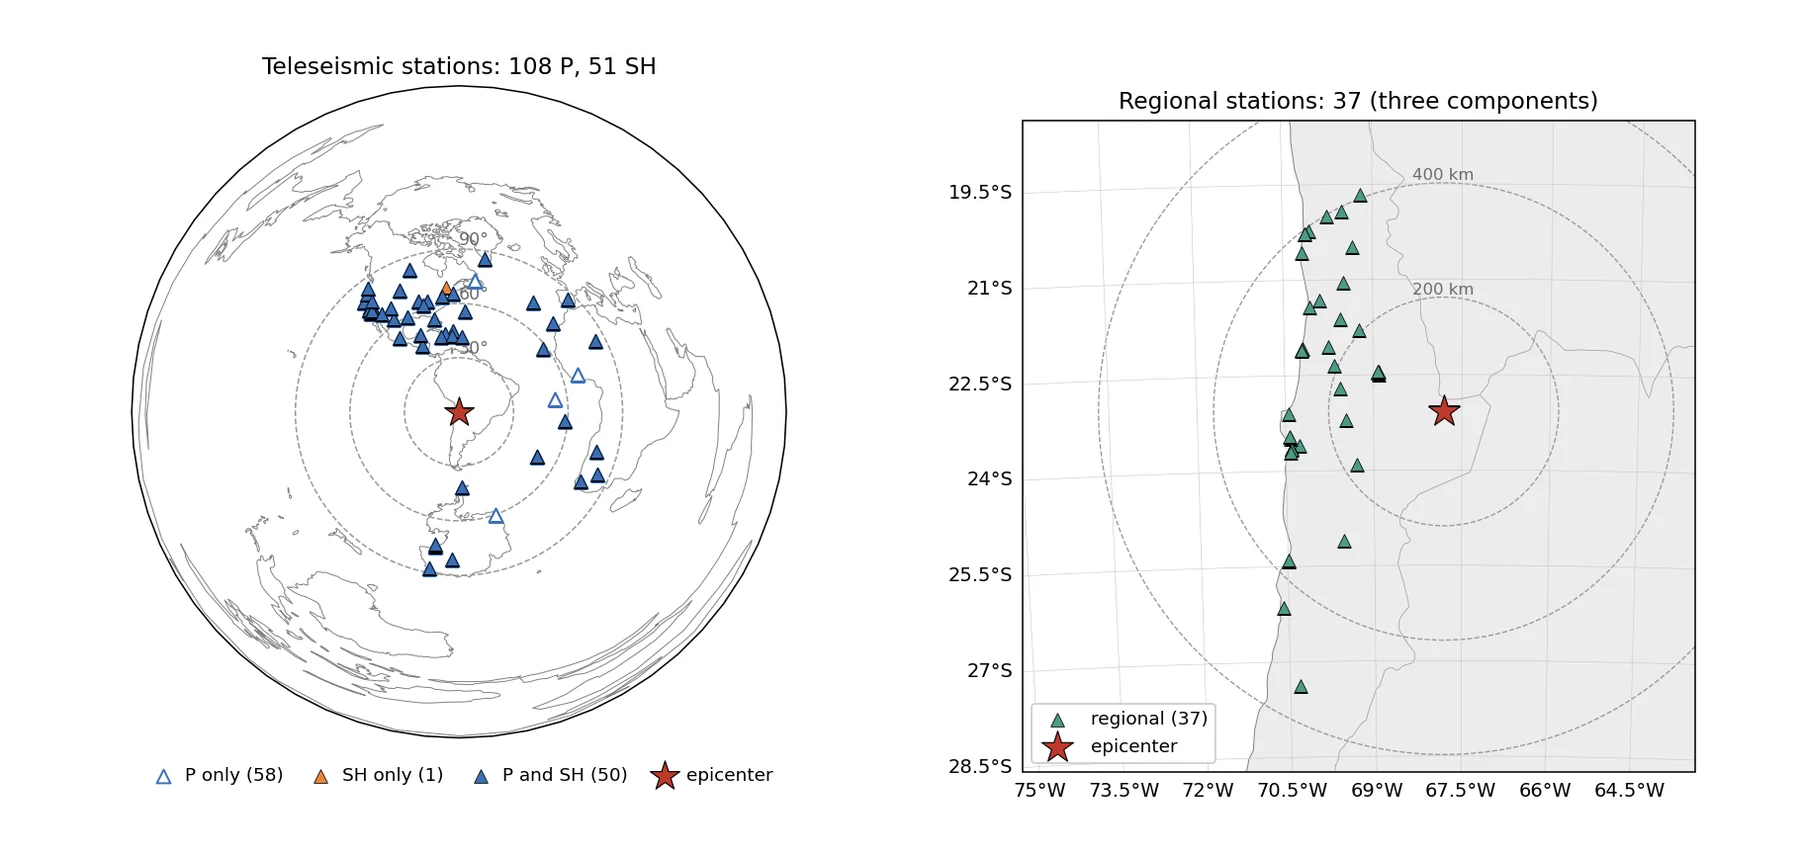 Teleseismic stations: 108 P, 51 SH
90°
60°
30°
P only (58)
SH only (1)
P and SH (50)
epicenter
Regional stations: 37 (three components)
400 km
200 km
19.5°S
21°S
22.5°S
24°S
25.5°S
27°S
28.5°S
regional (37)
epicenter
75°W
73.5°W
72°W
70.5°W
69°W
67.5°W
66°W
64.5°W